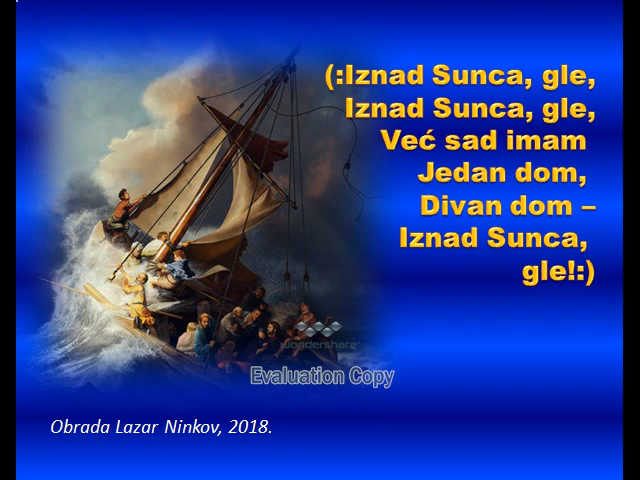 (:Iznad Sunca, gle,
Iznad Sunca, gle,
Već sad imam
Jedan dom,
Divan dom –
Iznad Sunca,
gle!:)
wondershare
Evaluation Copy
Obrada Lazar Ninkov, 2018.